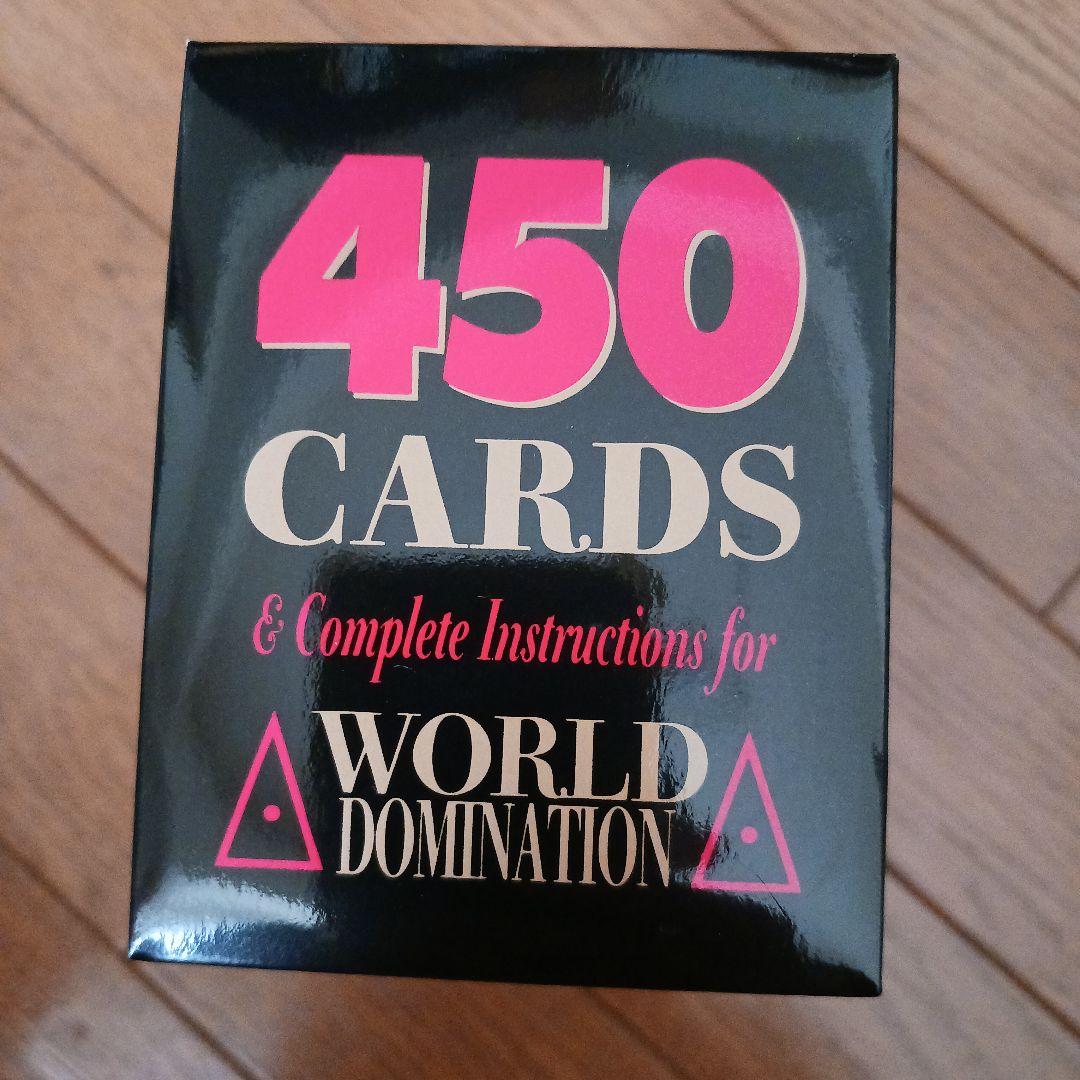 450
CARDS
& Complete Instructions for
WORLD
DOMINATION